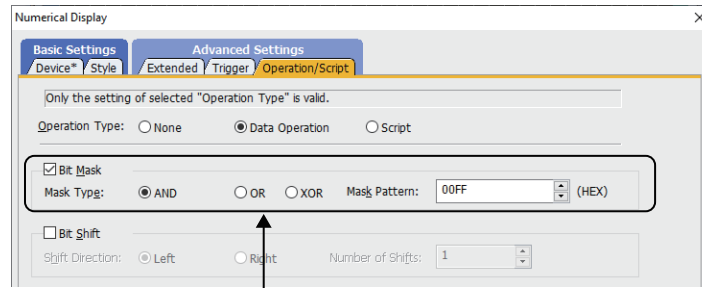 Numerical Display
Basic Settings Advanced Settings
Device* Style Extended Trigger Operation/Script
Only the setting of selected "Operation Type" is valid.
Operation Type: None Data Operation Script
Bit Mask
Mask Type: AND OR XOR Mask Pattern: 00FF (HEX)
Bit Shift
Shift Direction: Left Right Number of Shifts: 1